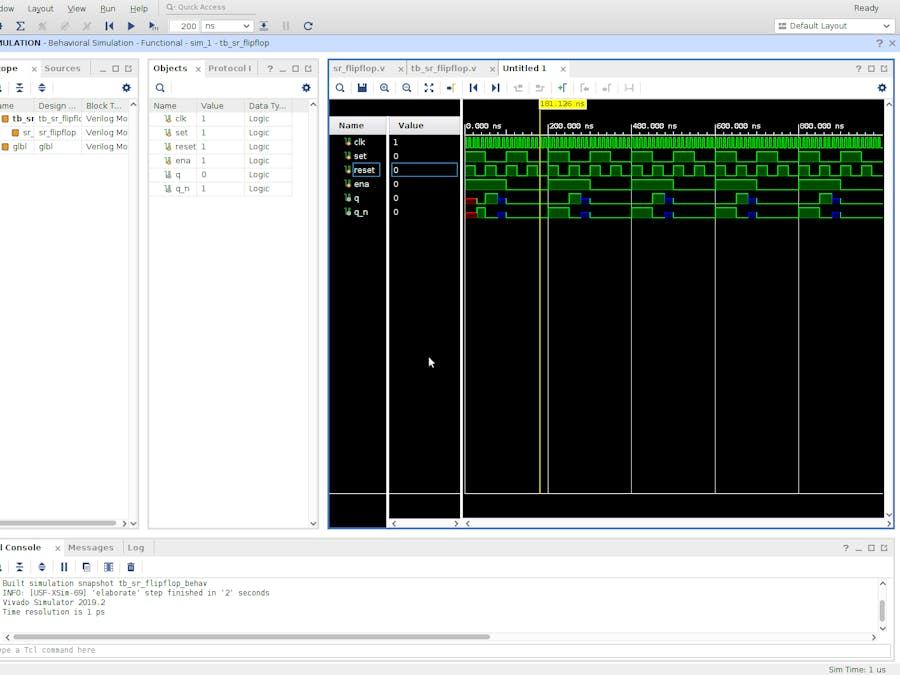 dow Layout View Run Help Quick Access Ready
200 ns Default Layout
MULATION - Behavioral Simulation - Functional - sim_1 - tb_sr_flipflop
ope Sources
ame Design ... Block T...
tb_sr tb_sr_flipflo Verilog Mo
sr_ sr_flipflop Verilog Mo
glbl glbl Verilog Mo
Objects Protocol I
Name Value Data Ty...
clk 1 Logic
set 1 Logic
reset 1 Logic
ena 1 Logic
q 0 Logic
q_n 1 Logic
sr_flipflop.v tb_sr_flipflop.v Untitled 1
181.126 ns
Name Value 0.000 ns 200.000 ns 400.000 ns 600.000 ns 800.000 ns
clk 1
set 0
reset 0
ena 0
q 0
q_n 0
l Console Messages Log
Built simulation snapshot tb_sr_flipflop_behav
INFO: [USF-XSim-69] 'elaborate' step finished in '2' seconds
Vivado Simulator 2019.2
Time resolution is 1 ps
ype a Tcl command here
Sim Time: 1 us